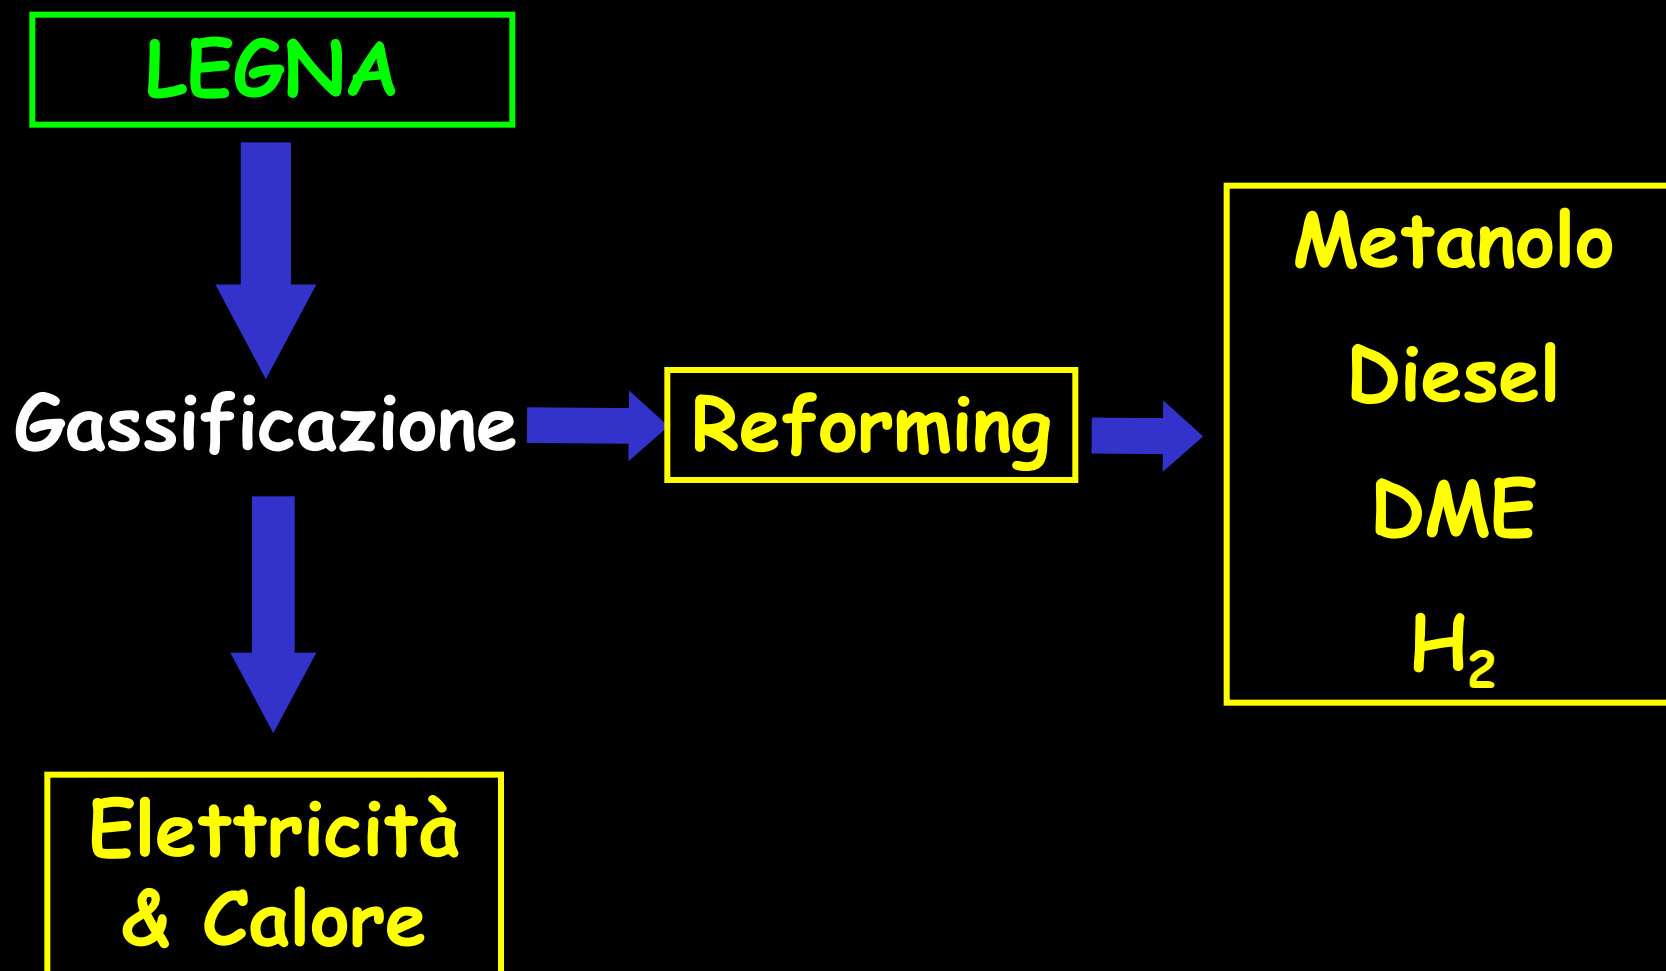 LEGNA
Gassificazione
Reforming
Metanolo
Diesel
DME
H₂
Elettricità
& Calore